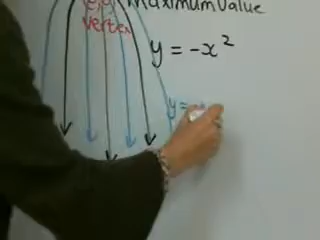 maximum value
vertex
y = -x²
y =